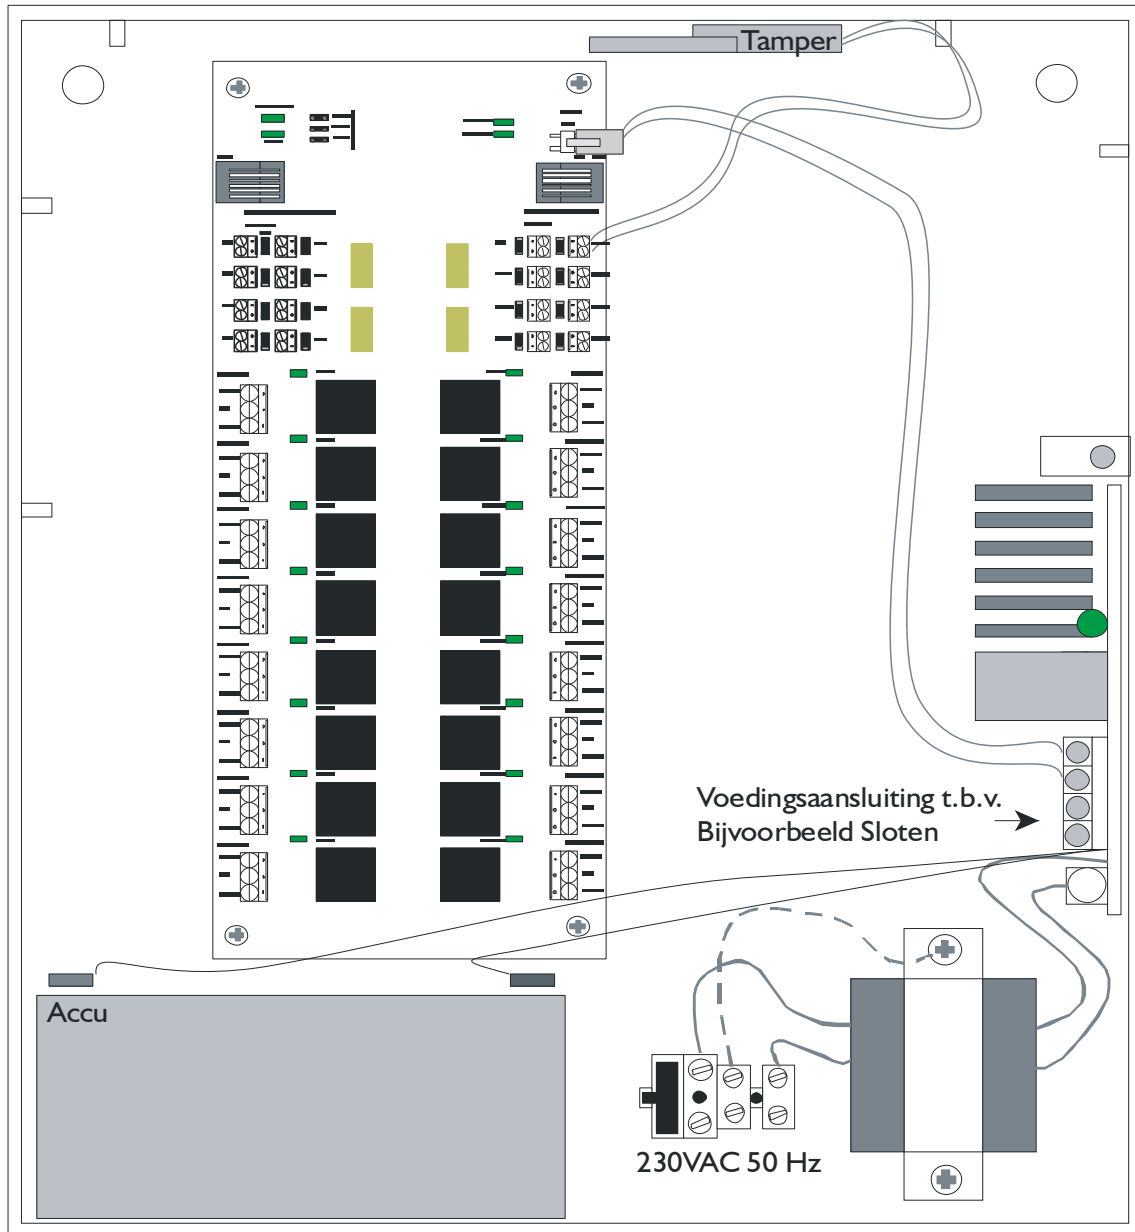 Tamper
Voedingsaansluiting t.b.v.
Bijvoorbeeld Sloten
Accu
230VAC 50 Hz